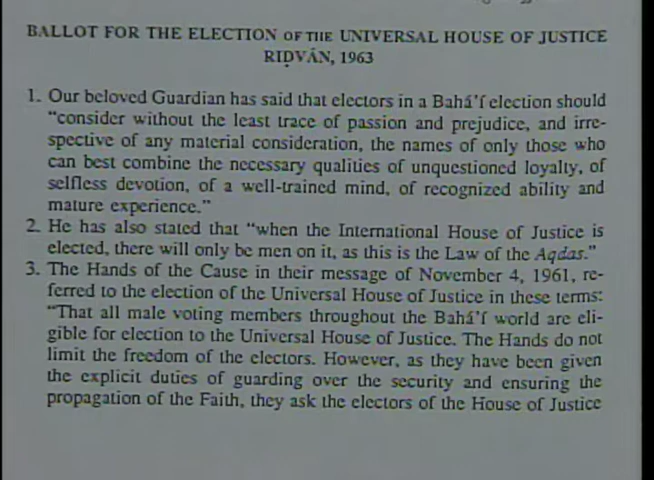 BALLOT FOR THE ELECTION OF THE UNIVERSAL HOUSE OF JUSTICE
RIḌVÁN, 1963
1. Our beloved Guardian has said that electors in a Bahá'í election should
"consider without the least trace of passion and prejudice, and irre-
spective of any material consideration, the names of only those who
can best combine the necessary qualities of unquestioned loyalty, of
selfless devotion, of a well-trained mind, of recognized ability and
mature experience."
2. He has also stated that "when the International House of Justice is
elected, there will only be men on it, as this is the Law of the Aqdas."
3. The Hands of the Cause in their message of November 4, 1961, re-
ferred to the election of the Universal House of Justice in these terms:
"That all male voting members throughout the Bahá'í world are eli-
gible for election to the Universal House of Justice. The Hands do not
limit the freedom of the electors. However, as they have been given
the explicit duties of guarding over the security and ensuring the
propagation of the Faith, they ask the electors of the House of Justice